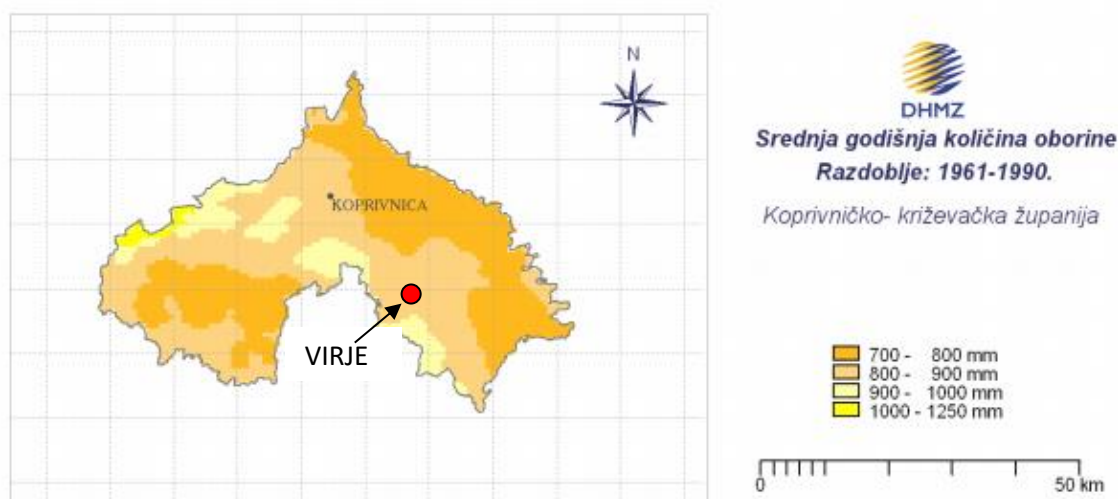 N
KOPRIVNICA
VIRJE
DHMZ
Srednja godišnja količina oborine
Razdoblje: 1961-1990.
Koprivničko- križevačka županija
700 - 800 mm
800 - 900 mm
900 - 1000 mm
1000 - 1250 mm
0 50 km